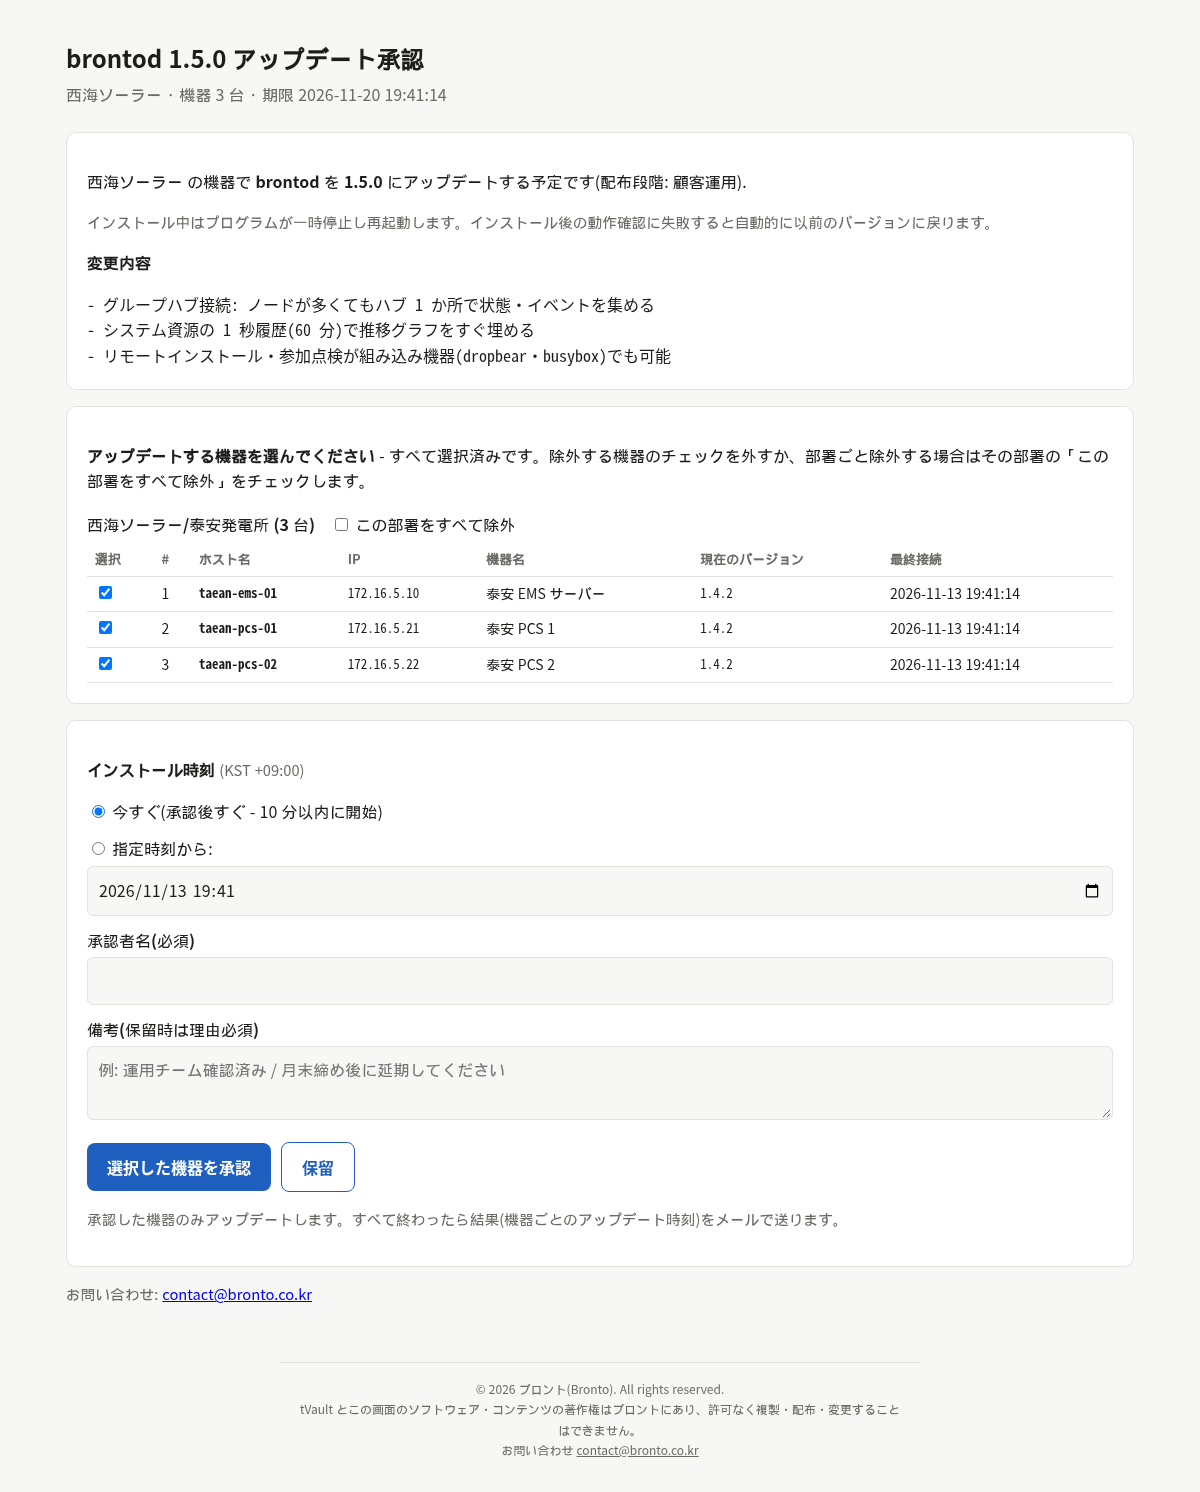 brontod 1.5.0 アップデート承認
西海ソーラー · 機器 3 台 · 期限 2026-11-20 19:41:14
西海ソーラー の機器で brontod を 1.5.0 にアップデートする予定です(配布段階: 顧客運用).
インストール中はプログラムが一時停止し再起動します。インストール後の動作確認に失敗すると自動的に以前のバージョンに戻ります。
変更内容
- グループハブ接続: ノードが多くてもハブ 1 か所で状態・イベントを集める
- システム資源の 1 秒履歴(60 分)で推移グラフをすぐ埋める
- リモートインストール・参加点検が組み込み機器(dropbear・busybox)でも可能
アップデートする機器を選んでください - すべて選択済みです。除外する機器のチェックを外すか、部署ごと除外する場合はその部署の「この
部署をすべて除外」をチェックします。
西海ソーラー/泰安発電所 (3 台) この部署をすべて除外
選択 # ホスト名 IP 機器名 現在のバージョン 最終接続
1 taean-ems-01 172.16.5.10 泰安 EMS サーバー 1.4.2 2026-11-13 19:41:14
2 taean-pcs-01 172.16.5.21 泰安 PCS 1 1.4.2 2026-11-13 19:41:14
3 taean-pcs-02 172.16.5.22 泰安 PCS 2 1.4.2 2026-11-13 19:41:14
インストール時刻 (KST +09:00)
今すぐ(承認後すぐ - 10 分以内に開始)
指定時刻から:
2026/11/13 19:41
承認者名(必須)
備考(保留時は理由必須)
例: 運用チーム確認済み / 月末締め後に延期してください
選択した機器を承認 保留
承認した機器のみアップデートします。すべて終わったら結果(機器ごとのアップデート時刻)をメールで送ります。
お問い合わせ: contact@bronto.co.kr
© 2026 ブロント(Bronto). All rights reserved.
tVault とこの画面のソフトウェア・コンテンツの著作権はブロントにあり、許可なく複製・配布・変更すること
はできません。
お問い合わせ contact@bronto.co.kr